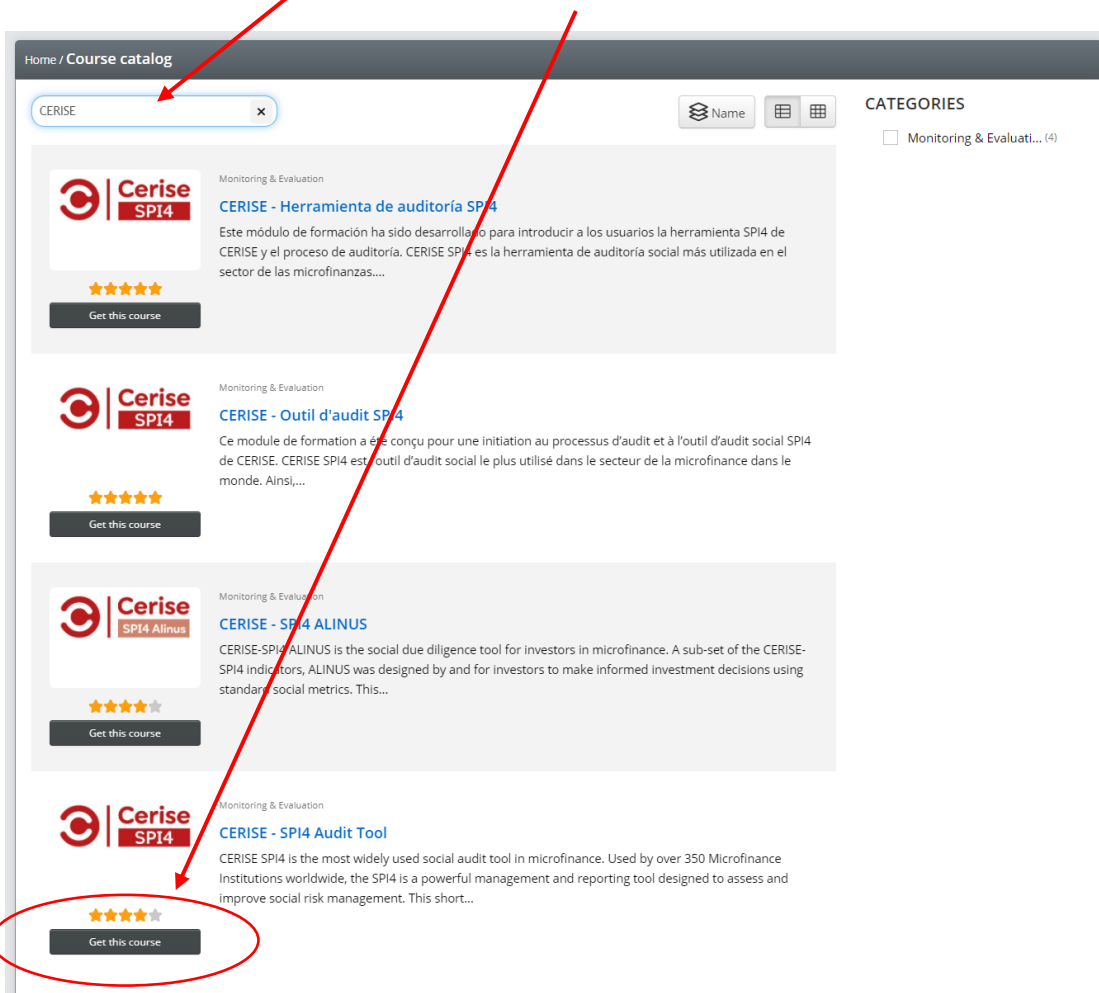 Home / Course catalog
CERISE
Name
CATEGORIES
Monitoring & Evaluati... (4)
Cerise
SPI4
Get this course
Monitoring & Evaluation
CERISE - Herramienta de auditoría SPI4
Este módulo de formación ha sido desarrollado para introducir a los usuarios la herramienta SPI4 de
CERISE y el proceso de auditoría. CERISE SPI4 es la herramienta de auditoría social más utilizada en el
sector de las microfinanzas....
Cerise
SPI4
Get this course
Monitoring & Evaluation
CERISE - Outil d'audit SPI4
Ce module de formation a été conçu pour une initiation au processus d’audit et à l’outil d’audit social SPI4
de CERISE. CERISE SPI4 est l’outil d’audit social le plus utilisé dans le secteur de la microfinance dans le
monde. Ainsi,...
Cerise
SPI4 Alinus
Get this course
Monitoring & Evaluation
CERISE - SPI4 ALINUS
CERISE-SPI4 ALINUS is the social due diligence tool for investors in microfinance. A sub-set of the CERISE-
SPI4 indicators, ALINUS was designed by and for investors to make informed investment decisions using
standard social metrics. This...
Cerise
SPI4
Get this course
Monitoring & Evaluation
CERISE - SPI4 Audit Tool
CERISE SPI4 is the most widely used social audit tool in microfinance. Used by over 350 Microfinance
Institutions worldwide, the SPI4 is a powerful management and reporting tool designed to assess and
improve social risk management. This short...